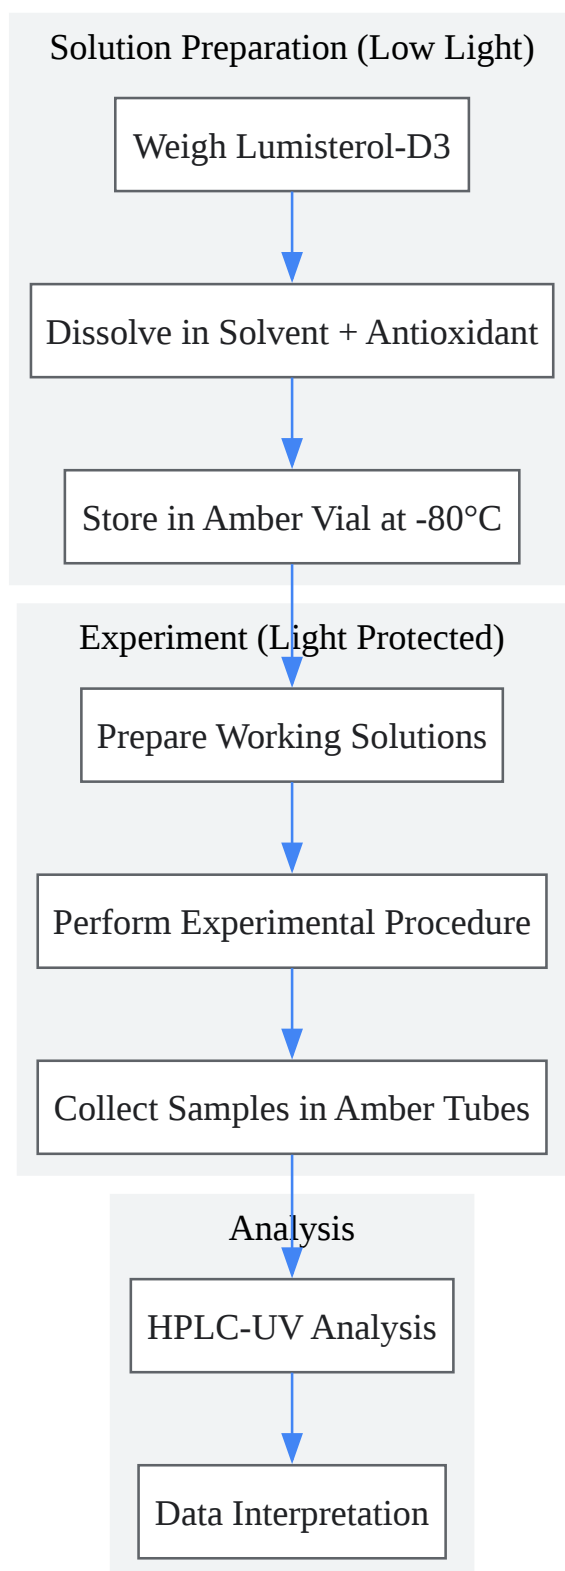 Solution Preparation (Low Light)
Weigh Lumisterol-D3
Dissolve in Solvent + Antioxidant
Store in Amber Vial at -80°C
Experiment (Light Protected)
Prepare Working Solutions
Perform Experimental Procedure
Collect Samples in Amber Tubes
Analysis
HPLC-UV Analysis
Data Interpretation